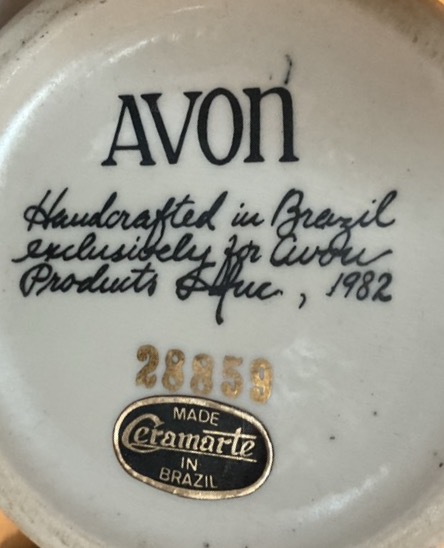 AVON
Handcrafted in Brazil
exclusively for Avon
Products Inc., 1982
28859
MADE
Ceramarte
IN
BRAZIL